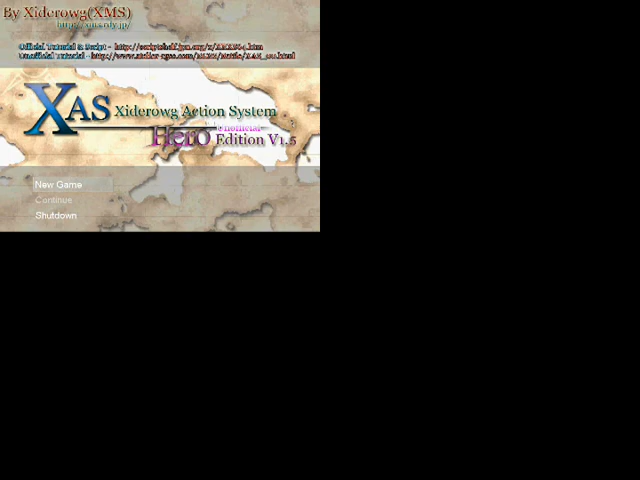 By Xiderowg(XMS)
Official Tutorial & Script -
Unofficial Tutorial -
XAS Xiderowg Action System
Unofficial
Hero Edition V1.5
New Game
Continue
Shutdown